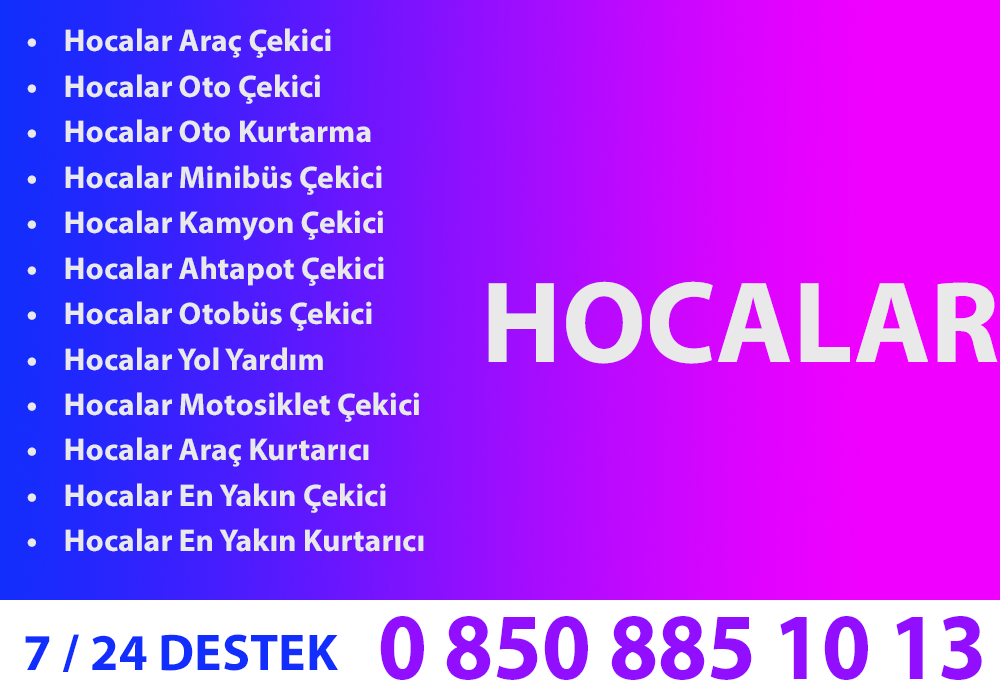 • Hocalar Araç Çekici
• Hocalar Oto Çekici
• Hocalar Oto Kurtarma
• Hocalar Minibüs Çekici
• Hocalar Kamyon Çekici
• Hocalar Ahtapot Çekici
• Hocalar Otobüs Çekici
• Hocalar Yol Yardım
• Hocalar Motosiklet Çekici
• Hocalar Araç Kurtarıcı
• Hocalar En Yakın Çekici
• Hocalar En Yakın Kurtarıcı
HOCALAR
7 / 24 DESTEK 0 850 885 10 13